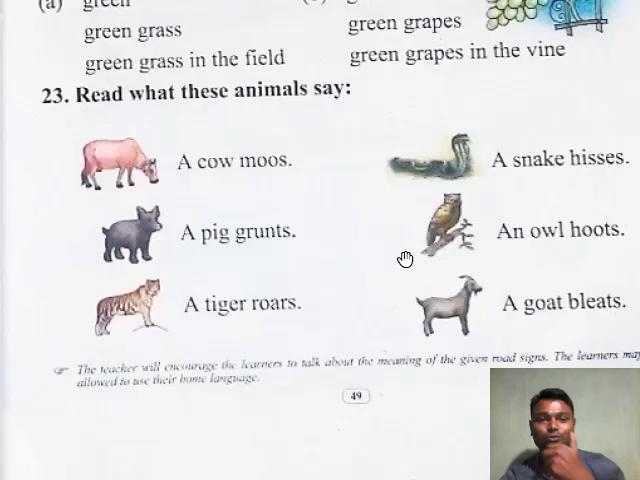 (a) green
green grass
green grass in the field
green grapes
green grapes in the vine
23. Read what these animals say:
A cow moos.
A snake hisses.
A pig grunts.
An owl hoots.
A tiger roars.
A goat bleats.
The teacher will encourage the learners to talk about the meaning of the given road signs. The learners may
allowed to use their home language.
49